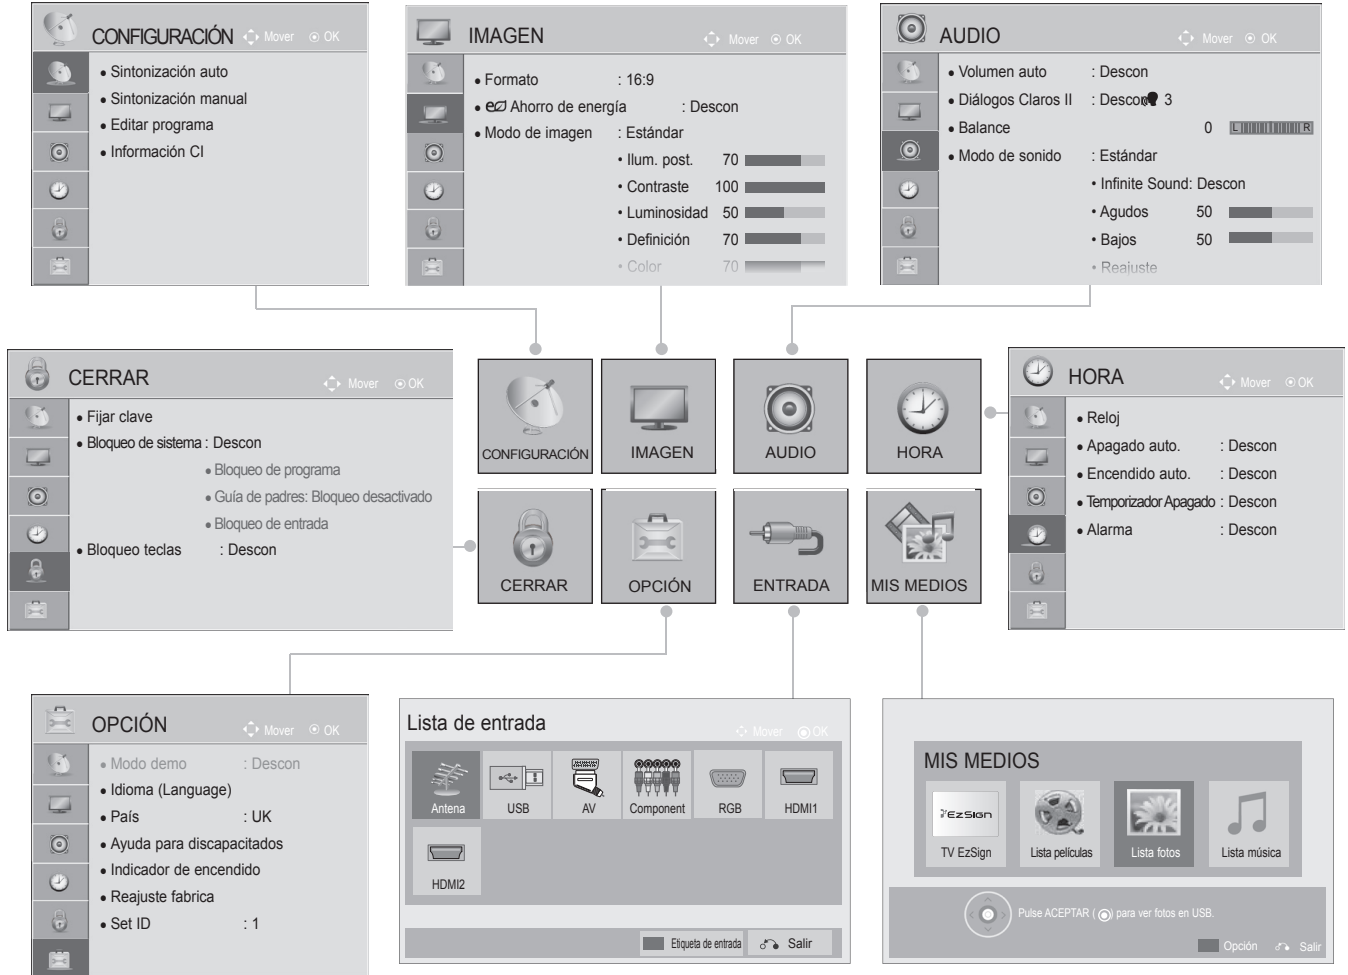 CONFIGURACIÓN Mover OK
• Sintonización auto
• Sintonización manual
• Editar programa
• Información CI
IMAGEN Mover OK
• Formato : 16:9
• Ahorro de energía : Descon
• Modo de imagen : Estándar
• Ilum. post. 70
• Contraste 100
• Luminosidad 50
• Definición 70
• Color 70
AUDIO Mover OK
• Volumen auto : Descon
• Diálogos Claros II : Descon 3
• Balance 0 L R
• Modo de sonido : Estándar
• Infinite Sound: Descon
• Agudos 50
• Bajos 50
• Reajuste
CERRAR Mover OK
• Fijar clave
• Bloqueo de sistema : Descon
• Bloqueo de programa
• Guía de padres: Bloqueo desactivado
• Bloqueo de entrada
• Bloqueo teclas : Descon
CONFIGURACIÓN
IMAGEN
AUDIO
HORA
CERRAR
OPCIÓN
ENTRADA
MIS MEDIOS
HORA Mover OK
• Reloj
• Apagado auto. : Descon
• Encendido auto. : Descon
• Temporizador Apagado : Descon
• Alarma : Descon
OPCIÓN Mover OK
• Modo demo : Descon
• Idioma (Language)
• País : UK
• Ayuda para discapacitados
• Indicador de encendido
• Reajuste fabrica
• Set ID : 1
Lista de entrada Mover OK
Antena
USB
AV
Component
RGB
HDMI1
HDMI2
Etiqueta de entrada Salir
MIS MEDIOS
EzSign
TV EzSign
Lista películas
Lista fotos
Lista música
Pulse ACEPTAR ( ) para ver fotos en USB.
Opción Salir